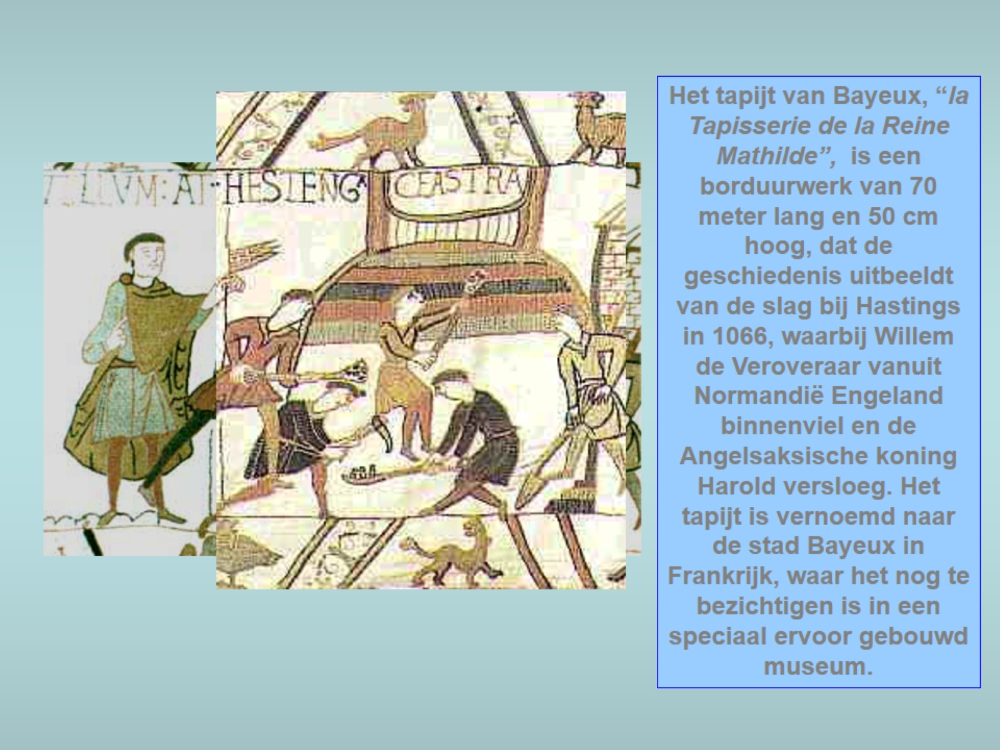 LLVM: AT HESTENGA CEASTRA
Het tapijt van Bayeux, “la
Tapisserie de la Reine
Mathilde”, is een
borduurwerk van 70
meter lang en 50 cm
hoog, dat de
geschiedenis uitbeeldt
van de slag bij Hastings
in 1066, waarbij Willem
de Veroveraar vanuit
Normandië Engeland
binnenviel en de
Angelsaksische koning
Harold versloeg. Het
tapijt is vernoemd naar
de stad Bayeux in
Frankrijk, waar het nog te
bezichtigen is in een
speciaal ervoor gebouwd
museum.